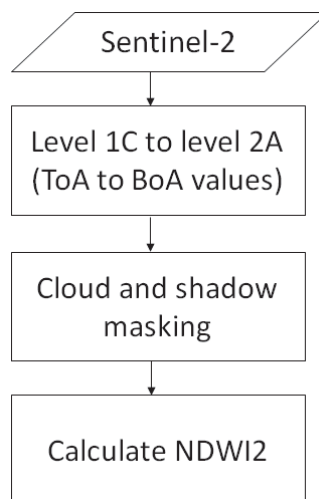 Sentinel-2
Level 1C to level 2A
(ToA to BoA values)
Cloud and shadow
masking
Calculate NDWI2